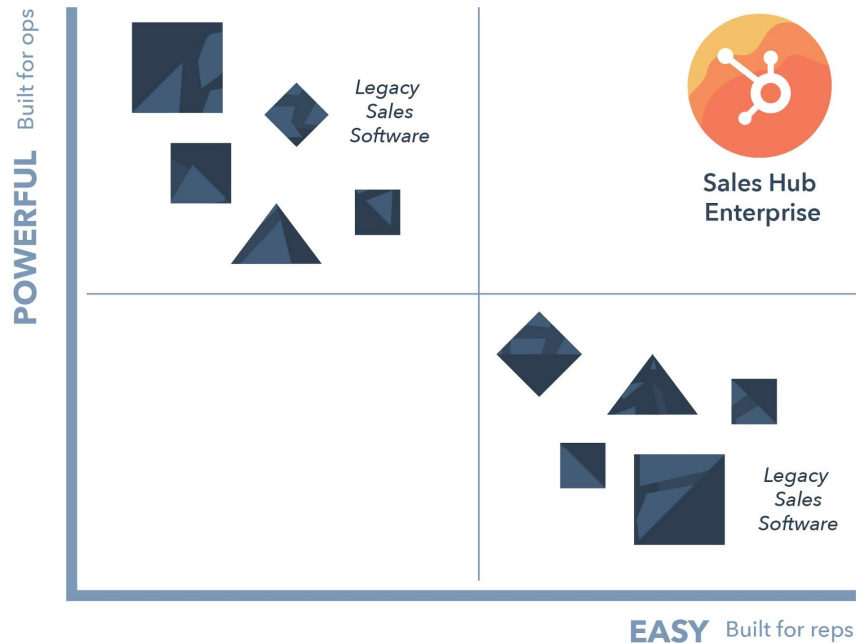 POWERFUL Built for ops
Legacy
Sales
Software
Sales Hub
Enterprise
Legacy
Sales
Software
EASY Built for reps